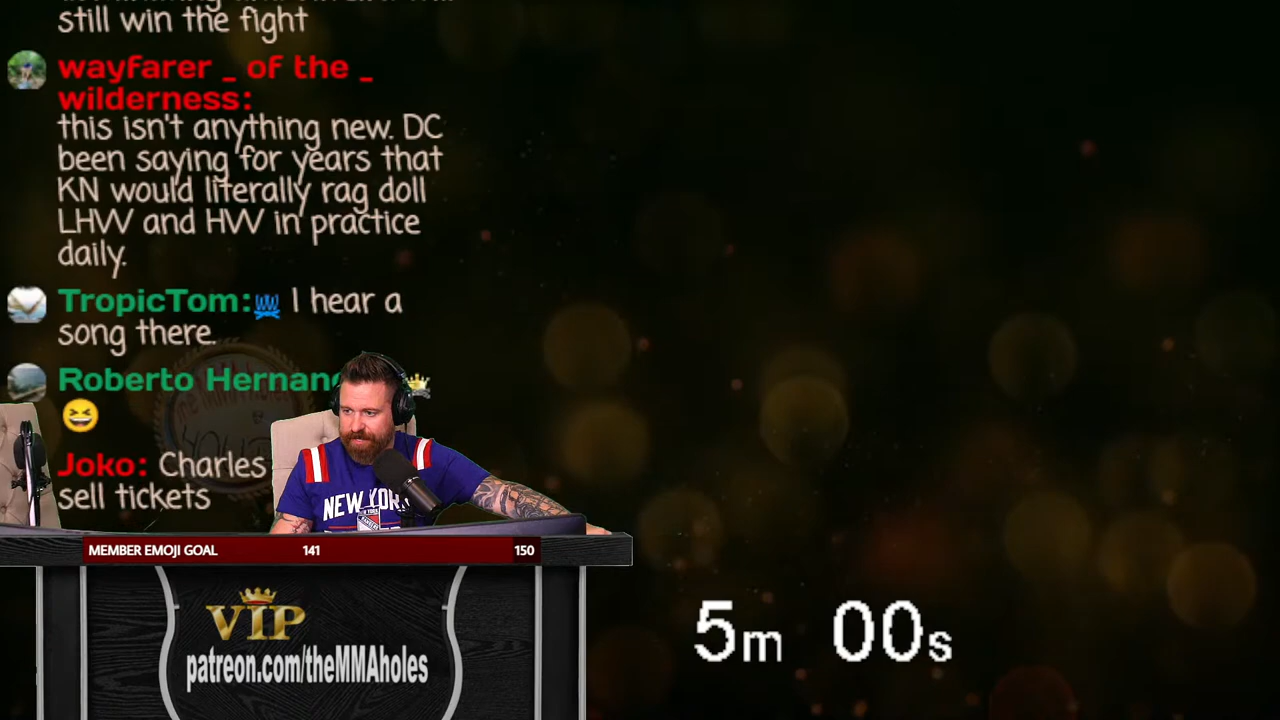 still win the fight
wayfarer _ of the _
wilderness:
this isn't anything new. DC
been saying for years that
KN would literally rag doll
LHW and HW in practice
daily.
TropicTom: I hear a
song there.
Roberto
Joko: Charles
sell tickets
NEW YORK
NEW YORK
MEMBER EMOJI GOAL 141 150
VIP
patreon.com/theMMAholes
5m 00s